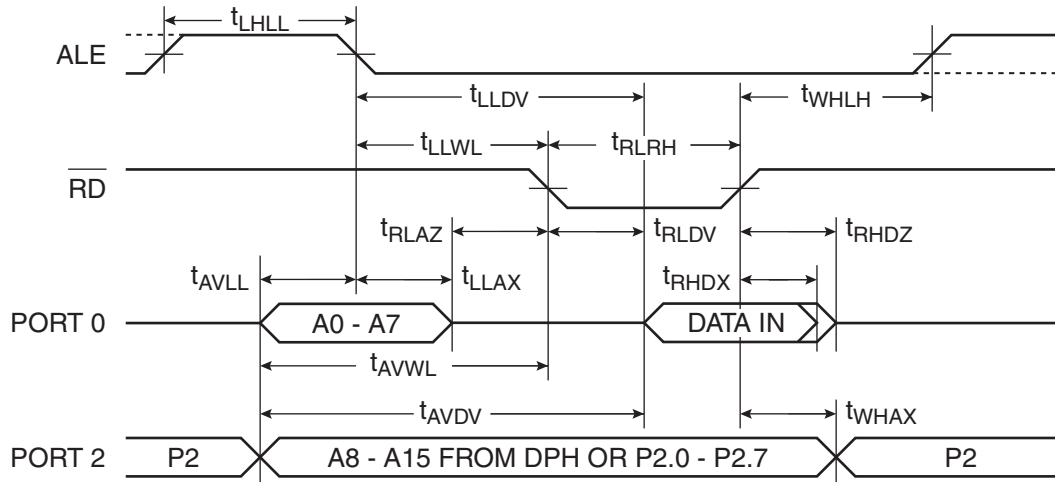 tLHLL
ALE
tLLDV
tWHLH
tLLWL
tRLRH
RD
tRLAZ
tRLDV
tRHDZ
tAVLL
tLLAX
tRHDX
PORT 0
A0 - A7
DATA IN
tAVWL
tAVDV
tWHAX
PORT 2
P2
A8 - A15 FROM DPH OR P2.0 - P2.7
P2